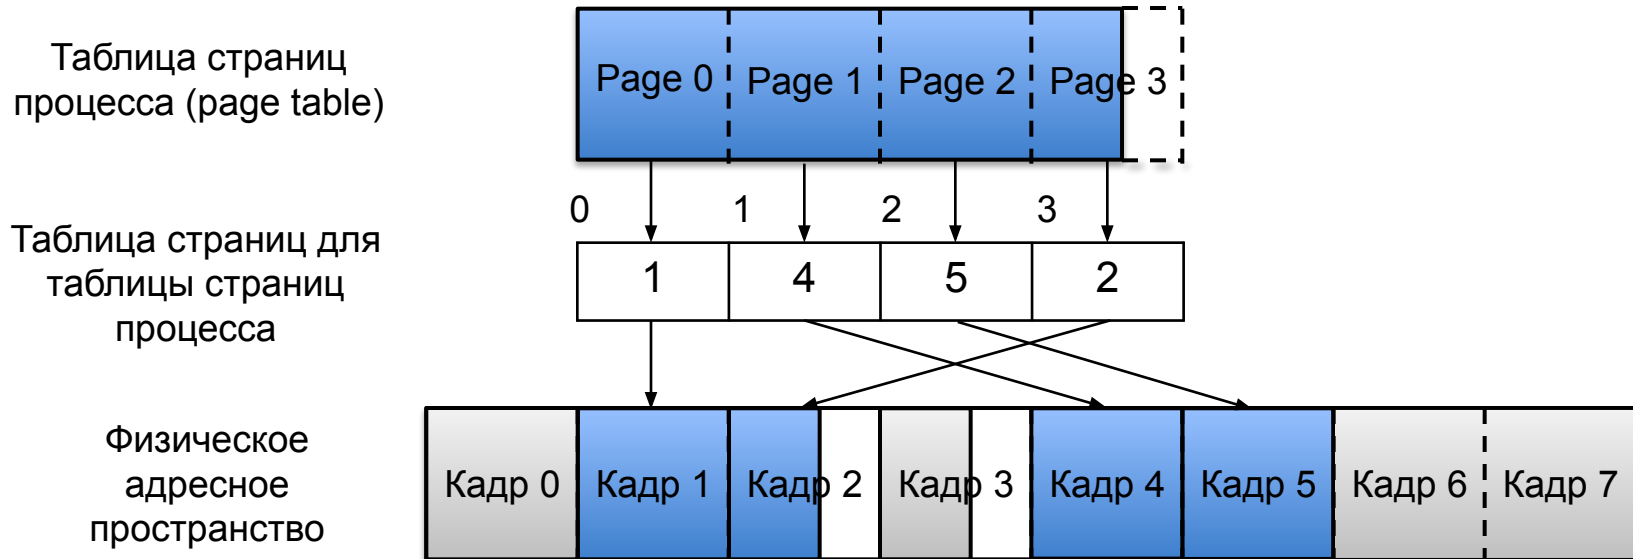 Таблица страниц
процесса (page table)
Page 0 Page 1 Page 2 Page 3
0 1 2 3
Таблица страниц для
таблицы страниц
процесса
1 4 5 2
Физическое
адресное
пространство
Кадр 0 Кадр 1 Кадр 2 Кадр 3 Кадр 4 Кадр 5 Кадр 6 Кадр 7